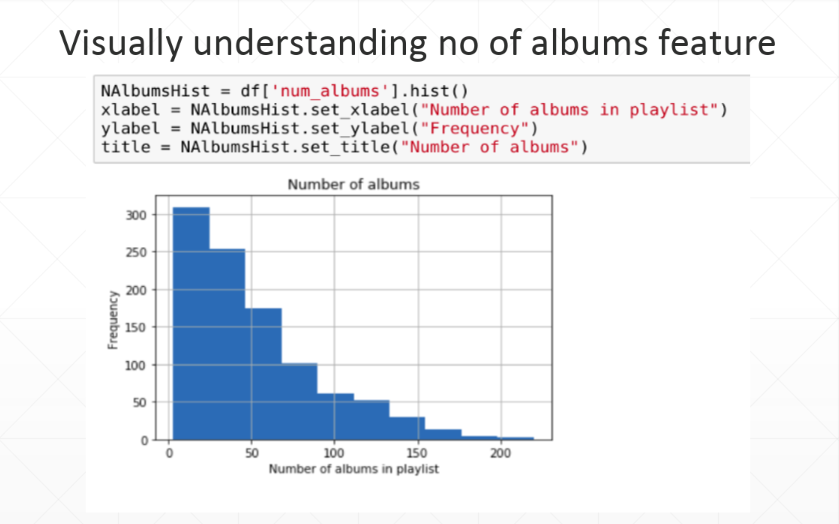 Visually understanding no of albums feature
NAlbumsHist = df['num_albums'].hist()
xlabel = NAlbumsHist.set_xlabel("Number of albums in playlist")
ylabel = NAlbumsHist.set_ylabel("Frequency")
title = NAlbumsHist.set_title("Number of albums")
Number of albums
300
250
200
150
100
50
0
Frequency
0 50 100 150 200
Number of albums in playlist